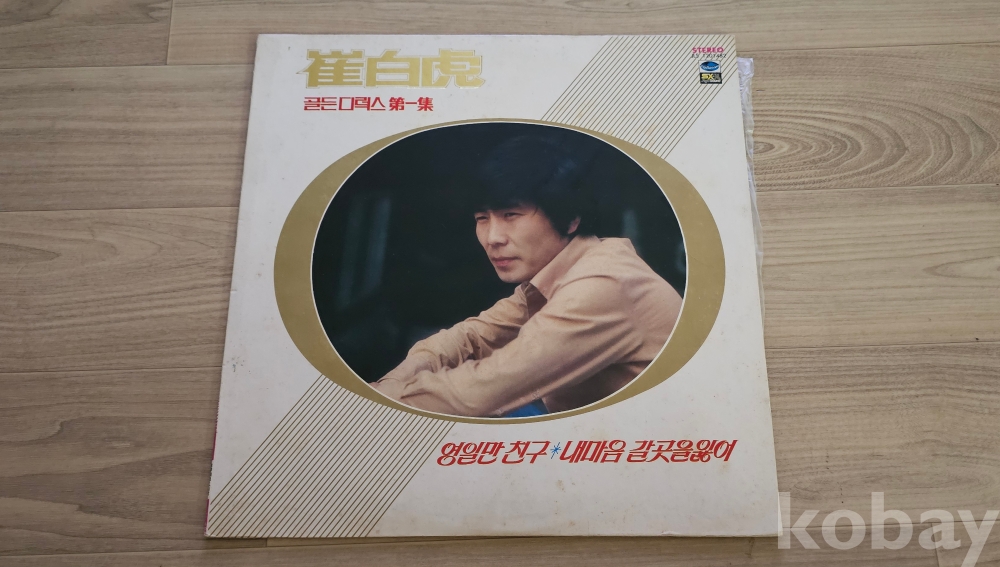 崔白虎
골든디럭스 第一集
STEREO
SX
영일만 친구*내마음 갈곳을잃어
kobay